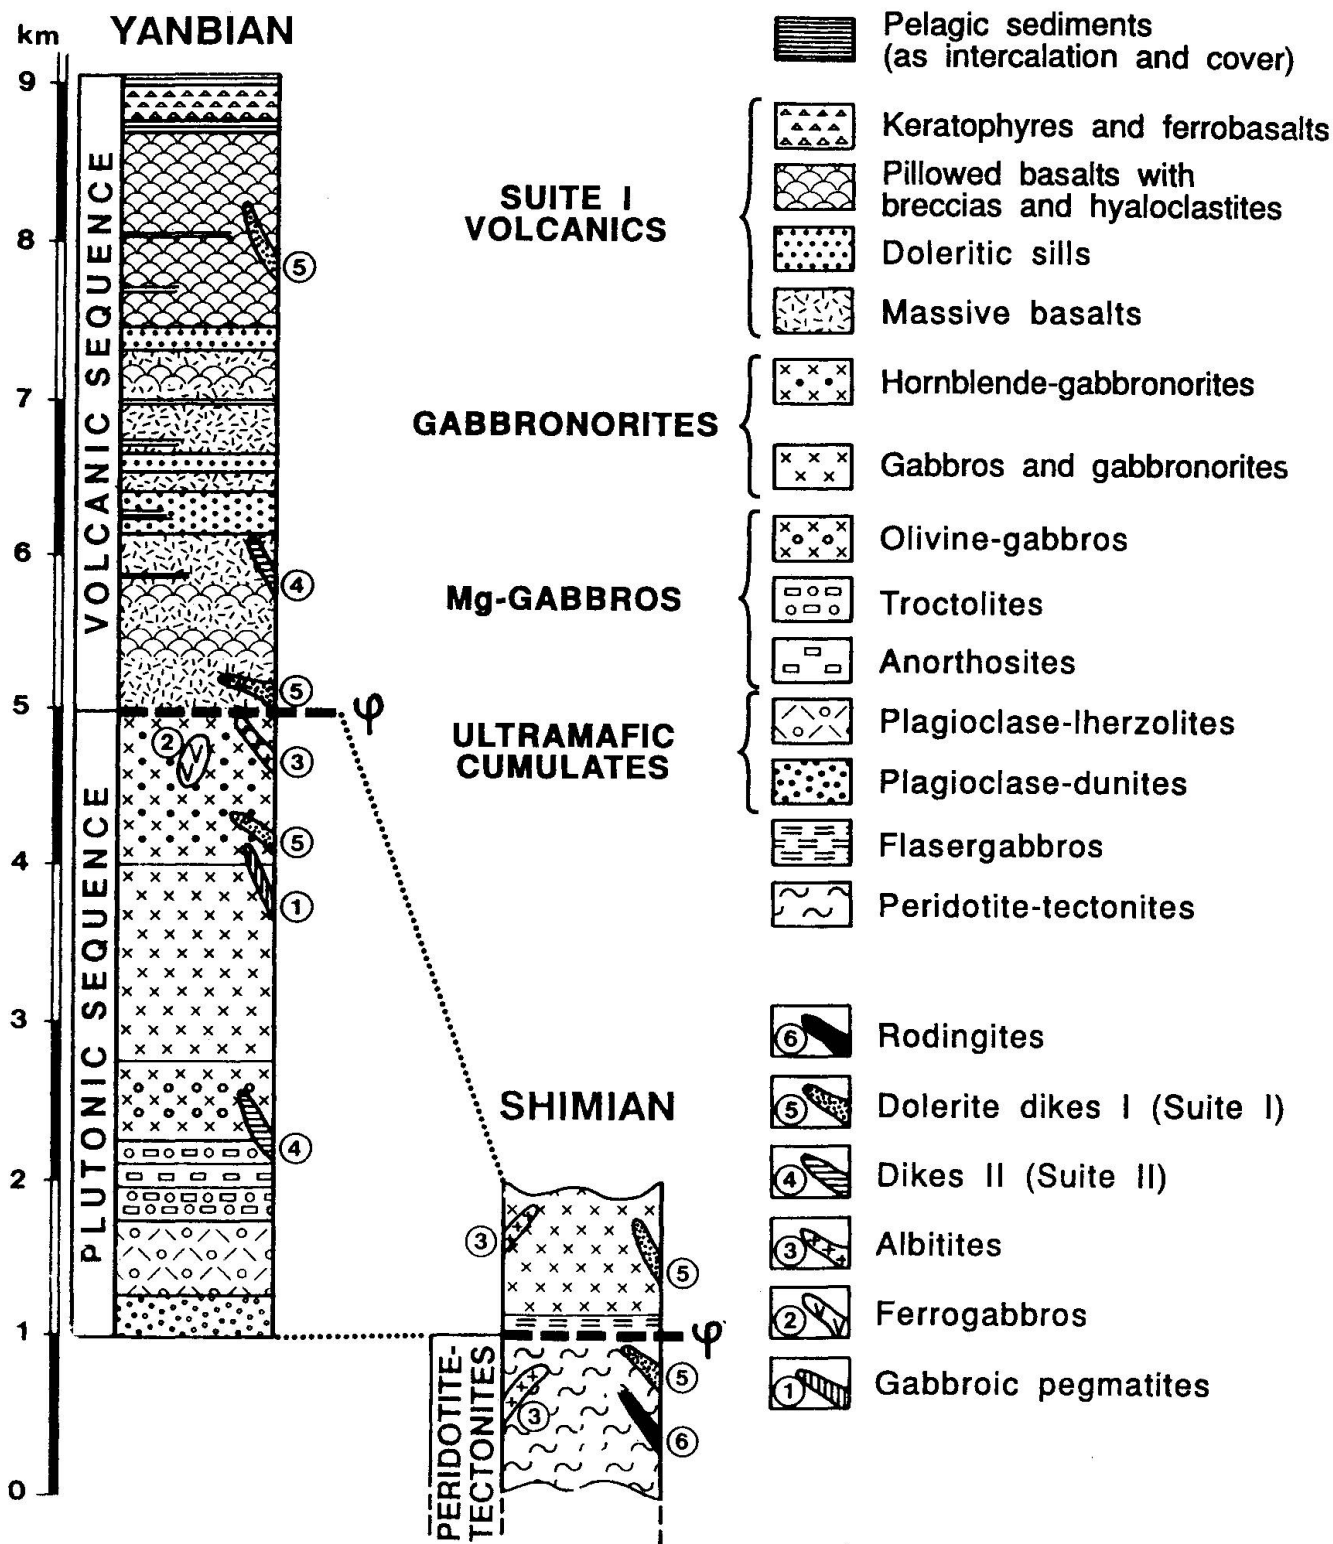 km
YANBIAN
9
8
7
6
5
4
3
2
1
0
VOLCANIC SEQUENCE
PLUTONIC SEQUENCE
5
4
5
φ
2
3
5
1
4
SHIMIAN
3
5
φ
5
3
6
PERIDOTITE-
TECTONITES
Pelagic sediments
(as intercalation and cover)
SUITE I
VOLCANICS
Keratophyres and ferrobasalts
Pillowed basalts with
breccias and hyaloclastites
Doleritic sills
Massive basalts
GABBRONORITES
Hornblende-gabbronorites
Gabbros and gabbronorites
Mg-GABBROS
Olivine-gabbros
Troctolites
Anorthosites
ULTRAMAFIC
CUMULATES
Plagioclase-lherzolites
Plagioclase-dunites
Flasergabbros
Peridotite-tectonites
6 Rodingites
5 Dolerite dikes I (Suite I)
4 Dikes II (Suite II)
3 Albitites
2 Ferrogabbros
1 Gabbroic pegmatites